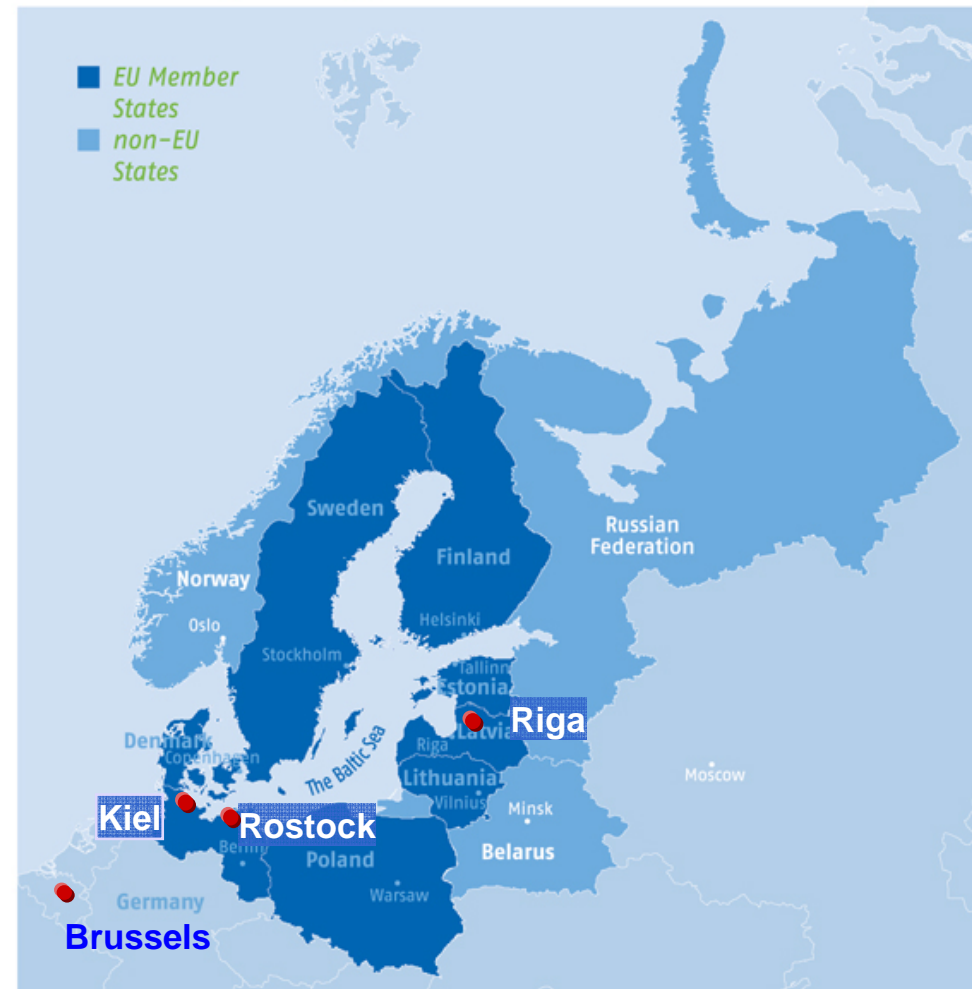 EU Member
States
non-EU
States
Sweden
Finland
Russian
Federation
Norway
Oslo
Helsinki
Stockholm
Tallinn
Estonia
Riga
Latvia
Riga
Denmark
Copenhagen
The Baltic Sea
Lithuania
Vilnius
Moscow
Minsk
Kiel
Rostock
Berlin
Poland
Belarus
Warsaw
Germany
Brussels